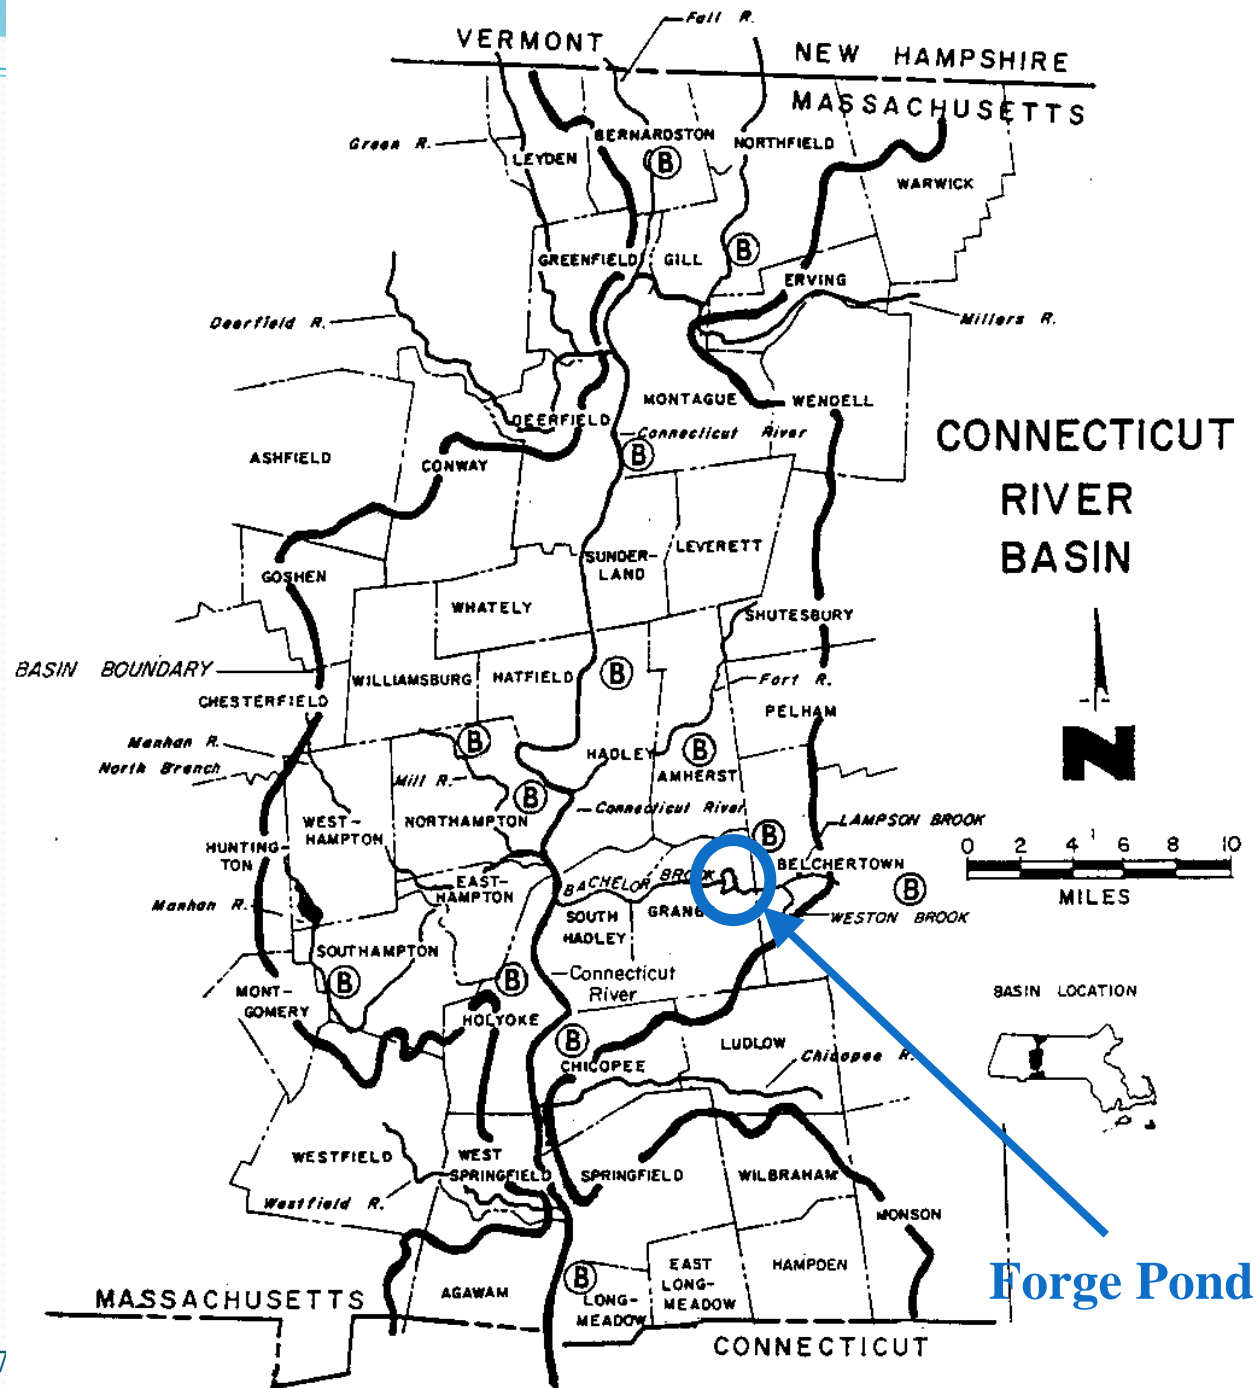 Fall R.
VERMONT
NEW HAMPSHIRE
MASSACHUSETTS
Green R.
BERNARDSTON
NORTHFIELD
LEYDEN
B
WARWICK
GREENFIELD
GILL
B
ERVING
Deerfield R.
Millers R.
MONTAGUE
WENDELL
DEERFIELD
Connecticut River
CONNECTICUT
RIVER
BASIN
ASHFIELD
CONWAY
B
SUNDER-
LAND
LEVERETT
GOSHEN
WHATELY
SHUTESBURY
BASIN BOUNDARY
WILLIAMSBURG
HATFIELD
B
Fort R.
CHESTERFIELD
PELHAM
Manhan R.
North Branch
B
HADLEY
B
AMHERST
N
Mill R.
B
Connecticut River
WEST-
HAMPTON
NORTHAMPTON
LAMPSON BROOK
B
HUNTING-
TON
BELCHERTOWN
0 2 4 6 8 10
MILES
EAST-
HAMPTON
BACHELOR BROOK
B
Manhan R.
SOUTH
HADLEY
GRANB
WESTON BROOK
SOUTHAMPTON
B
B
Connecticut
River
MONT-
GOMERY
BASIN LOCATION
HOLYOKE
B
CHICOPEE
LUDLOW
Chicopee R.
WESTFIELD
WEST
SPRINGFIELD
SPRINGFIELD
WILBRAHAM
Westfield R.
MONSON
B
EAST
LONG-
MEADOW
HAMPDEN
Forge Pond
AGAWAM
LONG-
MEADOW
MASSACHUSETTS
CONNECTICUT
7